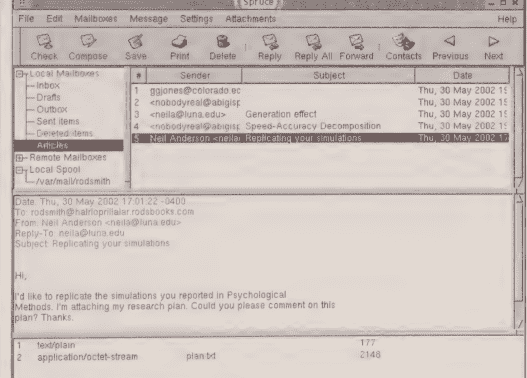 Spruce
File Edit Mailboxes Message Settings Attachments Help
Check Compose Save Print Delete Reply Reply All Forward Contacts Previous Next
Local Mailboxes
Inbox
Drafts
Outbox
Sent items
Deleted items
Articles
Remote Mailboxes
Local Spool
/var/mail/rodsmith
# Sender Subject Date
1 ggjones@colorado.ec Thu, 30 May 2002 15
2 <nobodyreal@abigisp Thu, 30 May 2002 15
3 <neila@luna.edu> Generation effect Thu, 30 May 2002 15
4 <nobodyreal@abigisp Speed-Accuracy Decomposition Thu, 30 May 2002 15
5 Neil Anderson <neila Replicating your simulations Thu, 30 May 2002 17
Date: Thu, 30 May 2002 17:01:22 -0400
To: rodsmith@.rodsbooks.com
From: Neil Anderson <neila@luna.edu>
Reply-To: neila@luna.edu
Subject: Replicating your simulations
Hi,
I'd like to replicate the simulations you reported in Psychological
Methods. I'm attaching my research plan. Could you please comment on this
plan? Thanks.
1 text/plain 177
2 application/octet-stream plan.txt 2148